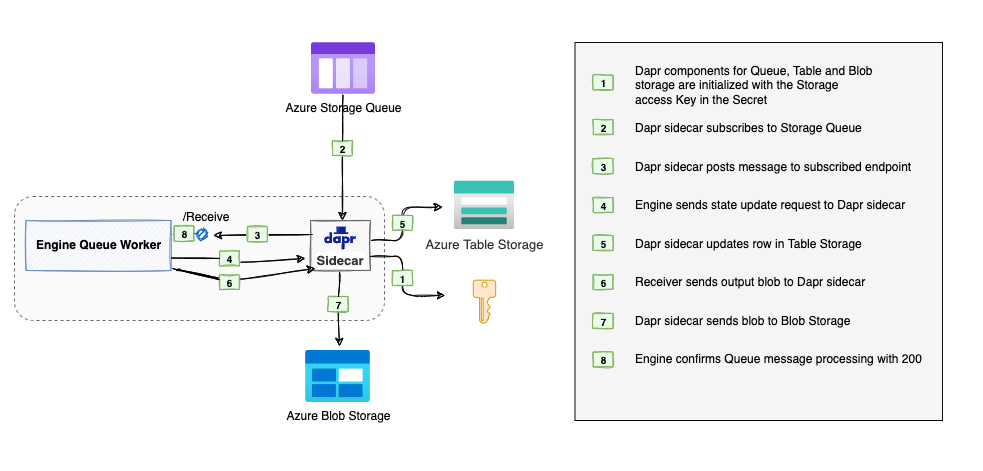 Azure Storage Queue
2
/Receive
8
3
Engine Queue Worker
4
6
dapr
Sidecar
5
Azure Table Storage
1
7
Azure Blob Storage
1
Dapr components for Queue, Table and Blob
storage are initialized with the Storage
access Key in the Secret
2 Dapr sidecar subscribes to Storage Queue
3 Dapr sidecar posts message to subscribed endpoint
4 Engine sends state update request to Dapr sidecar
5 Dapr sidecar updates row in Table Storage
6 Receiver sends output blob to Dapr sidecar
7 Dapr sidecar sends blob to Blob Storage
8 Engine confirms Queue message processing with 200